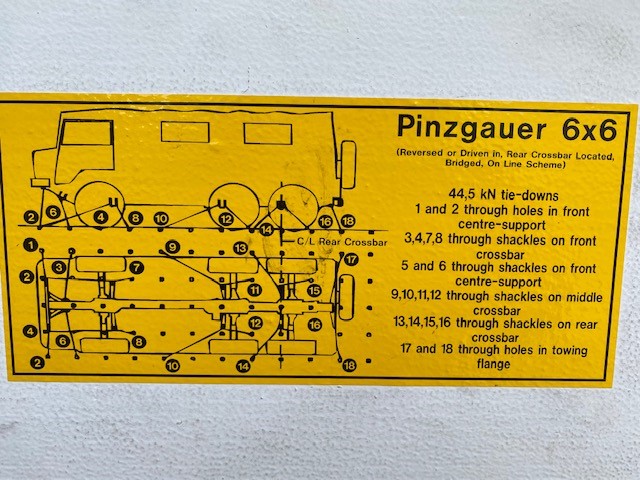 Pinzgauer 6x6
(Reversed or Driven in, Rear Crossbar Located,
Bridged, On Line Scheme)
44,5 kN tie-downs
1 and 2 through holes in front
centre-support
3,4,7,8 through shackles on front
crossbar
5 and 6 through shackles on front
centre-support
9,10,11,12 through shackles on middle
crossbar
13,14,15,16 through shackles on rear
crossbar
17 and 18 through holes in towing
flange
2 6 4 8 10 12 14 16 18
C/L Rear Crossbar
1 3 7 9 13 17
2 11 15
4 6 8 12 16
2 10 14 18